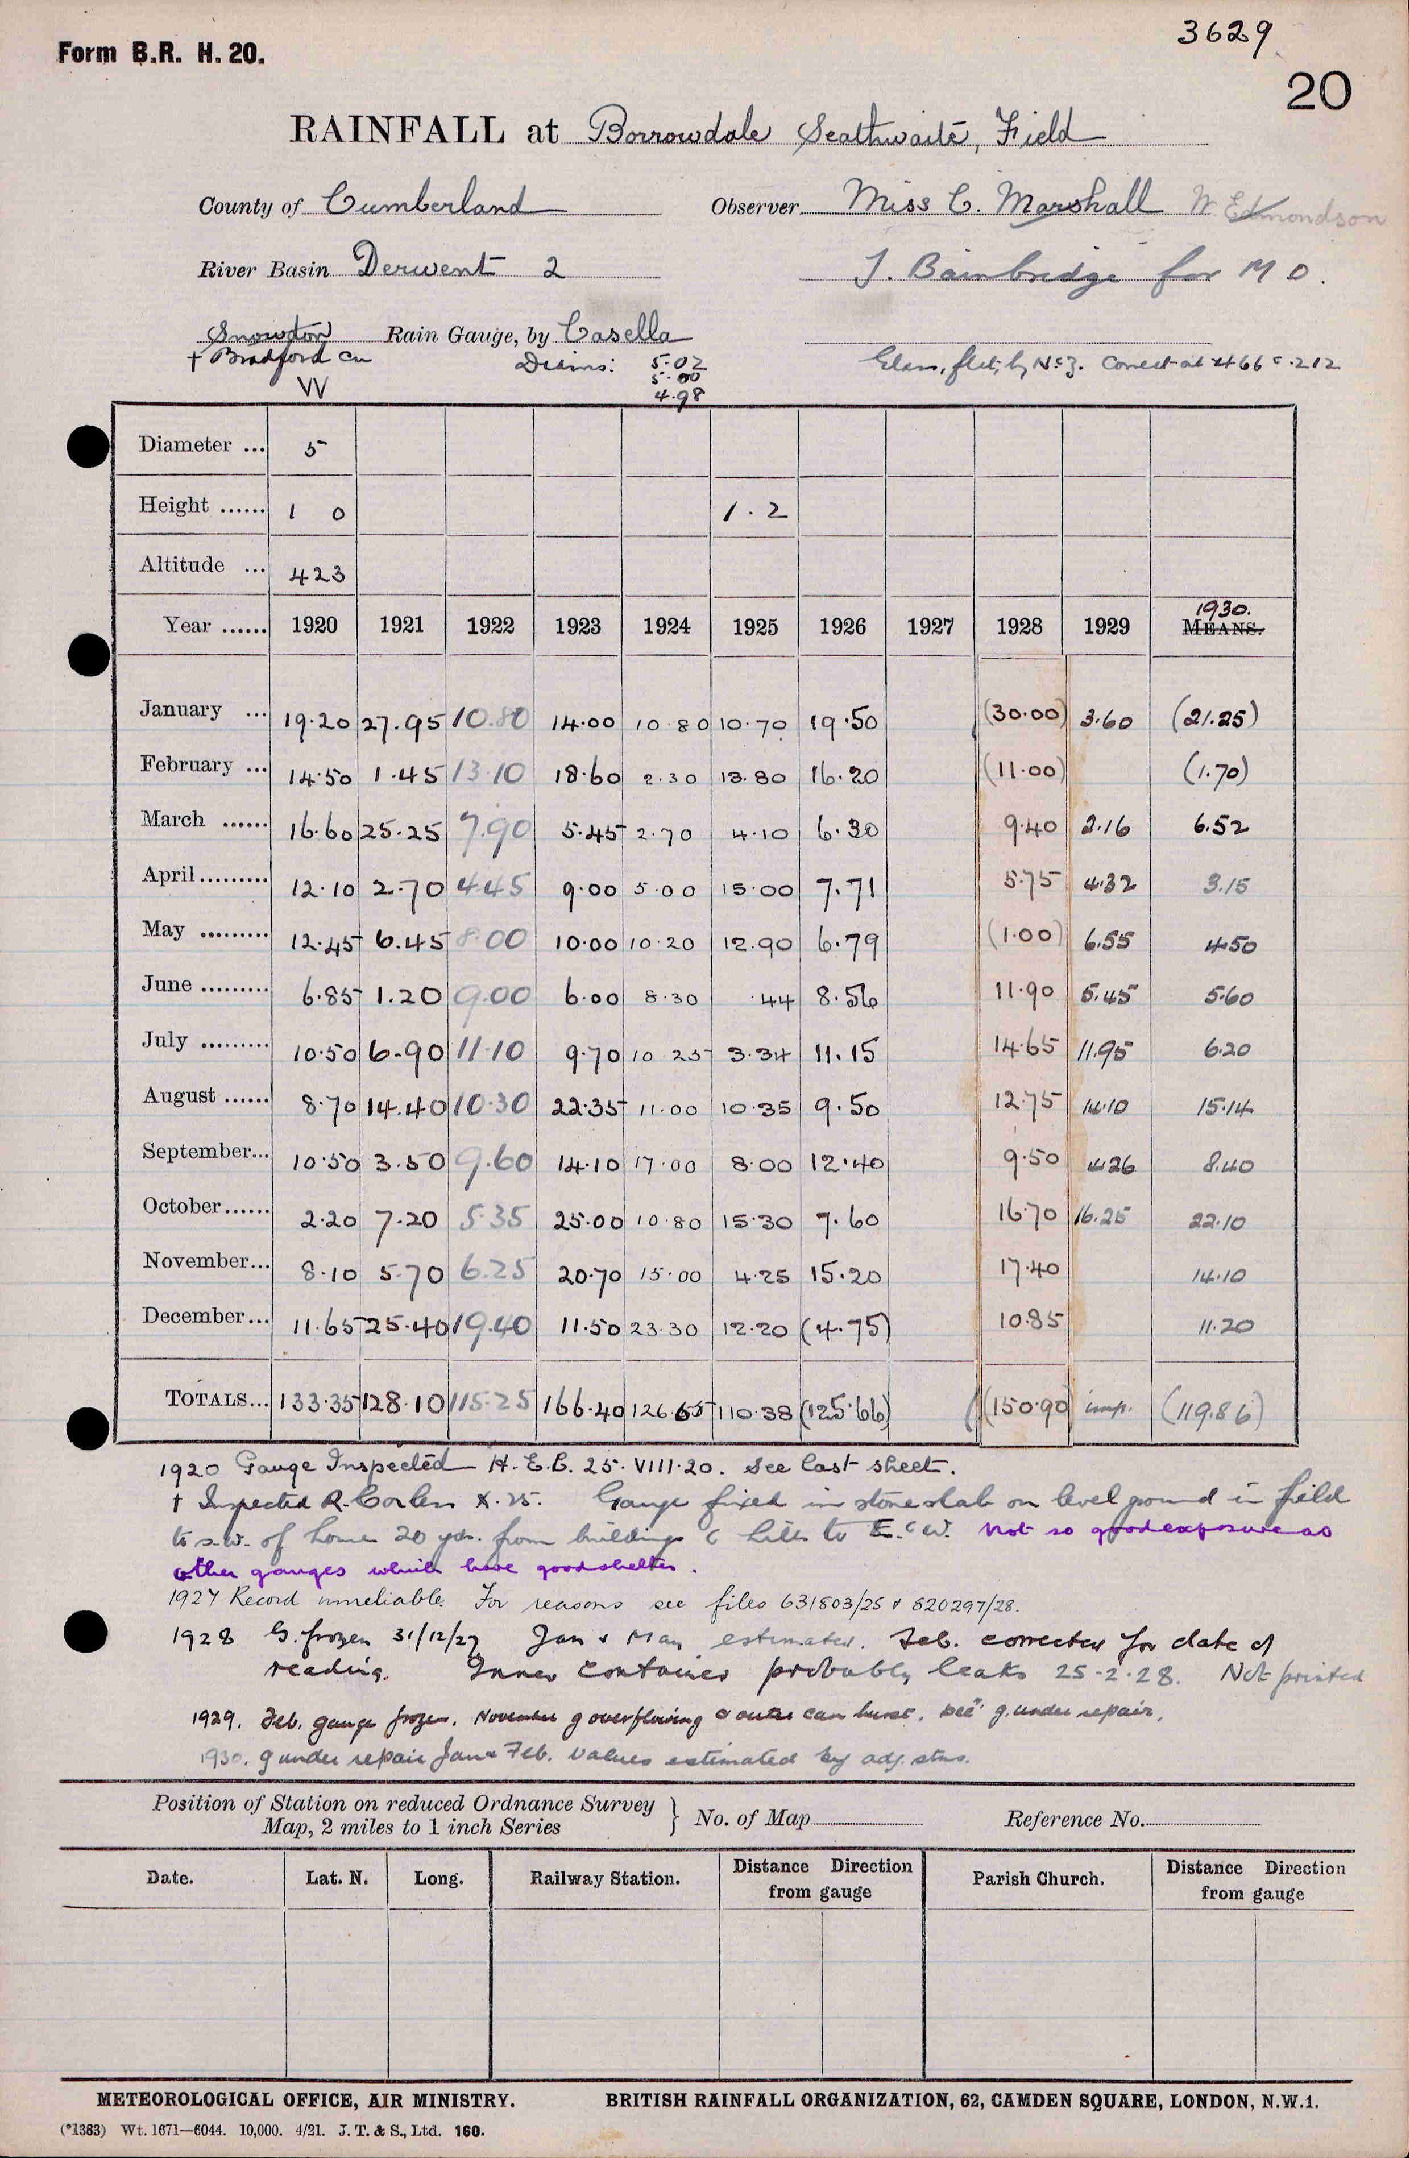 3629
Form B.R. H. 20.
20
RAINFALL at Borrowdale Seathwaite, Field
County of Cumberland Observer Miss C. Marshall W Edmondson
River Basin Derwent 2 J. Bainbridge for M O.
Snowdon Rain Gauge, by Casella
+ Bradford Diams: 5.02 correct at
5.00
VV 4.98
Diameter ... 5
Height ...... 1 0 1.2
Altitude ... 423
1930.
Year ...... 1920 1921 1922 1923 1924 1925 1926 1927 1928 1929 MEANS.
January ... 19.20 27.95 10.80 14.00 10.80 10.70 19.50 (30.00) 3.60 (21.25)
February ... 14.50 1.45 13.10 18.60 2.30 13.80 16.20 (11.00) (1.70)
March ...... 16.60 25.25 7.90 5.45 2.70 4.10 6.30 9.40 2.16 6.52
April ......... 12.10 2.70 4.45 9.00 5.00 15.00 7.71 5.75 4.32 3.15
May ......... 12.45 6.45 8.00 10.00 10.20 12.90 6.79 (1.00) 6.55 4.50
June ......... 6.85 1.20 9.00 6.00 8.30 .44 8.56 11.90 5.45 5.60
July ......... 10.50 6.90 11.10 9.70 10.25 3.34 11.15 14.65 11.95 6.20
August ...... 8.70 14.40 10.30 22.35 11.00 10.35 9.50 12.75 14.10 15.14
September... 10.50 3.50 9.60 14.10 17.00 8.00 12.40 9.50 4.26 8.40
October...... 2.20 7.20 5.35 25.00 10.80 15.30 7.60 16.70 16.25 22.10
November... 8.10 5.70 6.25 20.70 15.00 4.25 15.20 17.40 14.10
December... 11.65 25.40 19.40 11.50 23.30 12.20 (4.75) 10.85 11.20
TOTALS... 133.35 128.10 115.25 166.40 126.65 110.38 (125.66) (150.90) imp. (119.86)
1920 Gauge Inspected H.E.C. 25.VIII.20. See last sheet.
† Inspected R. Corless X.25. Gauge fixed in stone slab on level ground in field
to s.w. of house 20 yds. from buildings & hills to E. & W. Not so good exposure as
other gauges which have good shelter.
1927 Record unreliable. For reasons see files 631803/25 & 820297/28.
1928 G. frozen 31/12/27 Jan & May estimated. Feb. corrected for date of
reading. Inner container probably leaks 25-2-28. Not printed
1929. Feb. gauge frozen. November g overflowing & outer can burst. Decr g. under repair.
1930. g under repair Jan & Feb. Values estimated by adj. stns.
Position of Station on reduced Ordnance Survey
Map, 2 miles to 1 inch Series } No. of Map Reference No.
Date. Lat. N. Long. Railway Station. Distance Direction from gauge Parish Church. Distance Direction from gauge
METEOROLOGICAL OFFICE, AIR MINISTRY. BRITISH RAINFALL ORGANIZATION, 62, CAMDEN SQUARE, LONDON, N.W.1.
(*1383) Wt. 1671—6044. 10,000. 4/21. J. T. & S., Ltd. 160.